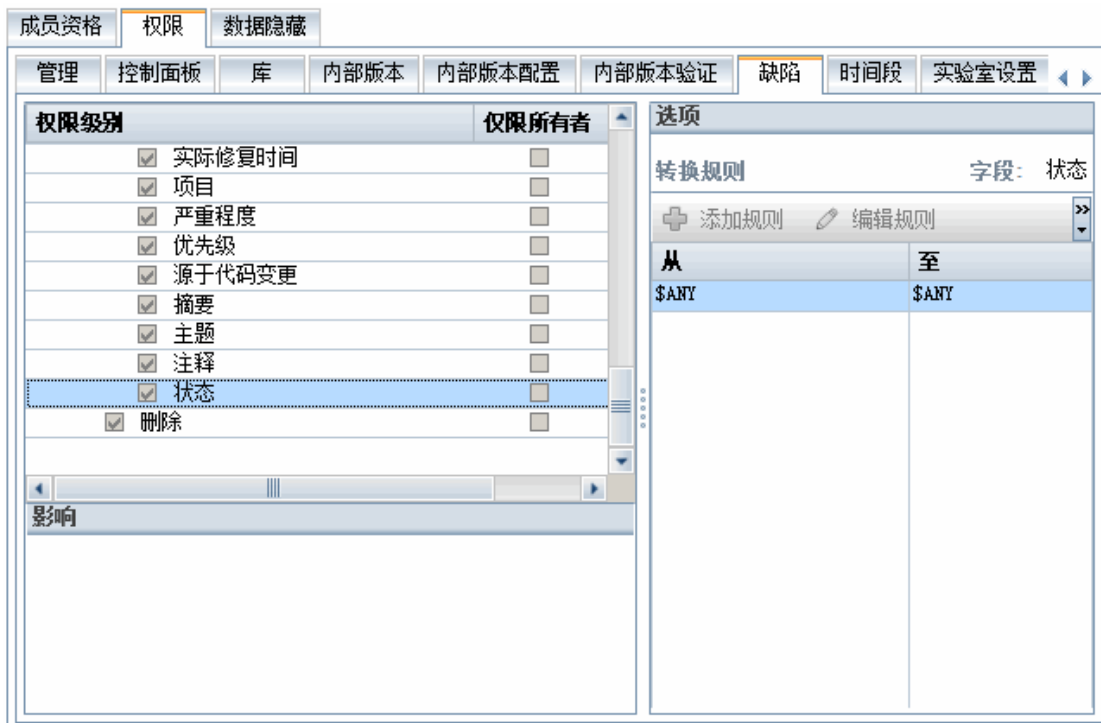 成员资格 权限 数据隐藏
管理 控制面板 库 内部版本 内部版本配置 内部版本验证 缺陷 时间段 实验室设置
权限级别 仅限所有者
实际修复时间
项目
严重程度
优先级
源于代码变更
摘要
主题
注释
状态
删除
影响
选项
转换规则 字段: 状态
添加规则 编辑规则
从 至
$ANY $ANY